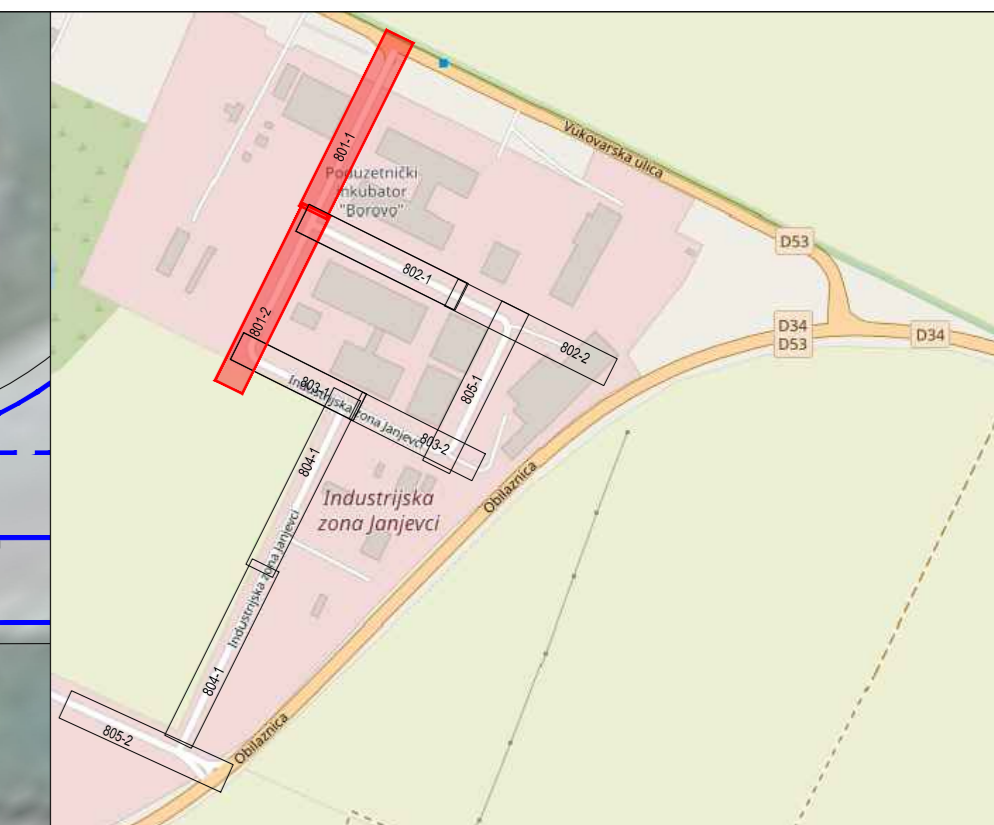 801-1
Vukovarska ulica
Poduzetnički
inkubator
"Borovo"
D53
802-1
801-2
D34
D53
D34
802-2
803-1
Industrijska zona Janjevci
805-1
803-2
804-1
Obilaznica
Industrijska
zona Janjevci
Industrijska zona Janjevci
804-1
805-2
Obilaznica